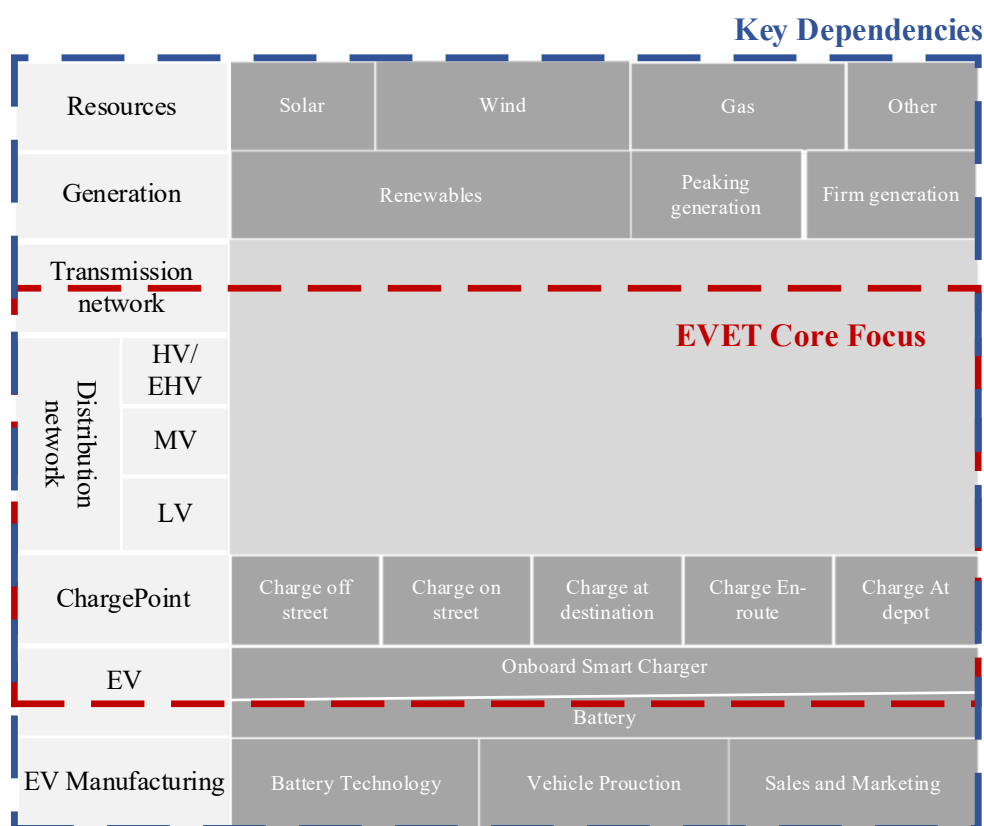 Key Dependencies
Resources
Solar
Wind
Gas
Other
Generation
Renewables
Peaking
generation
Firm generation
Transmission
network
EVET Core Focus
Distribution
network
HV/
EHV
MV
LV
ChargePoint
Charge off
street
Charge on
street
Charge at
destination
Charge En-
route
Charge At
depot
EV
Onboard Smart Charger
Battery
EV Manufacturing
Battery Technology
Vehicle Prouction
Sales and Marketing